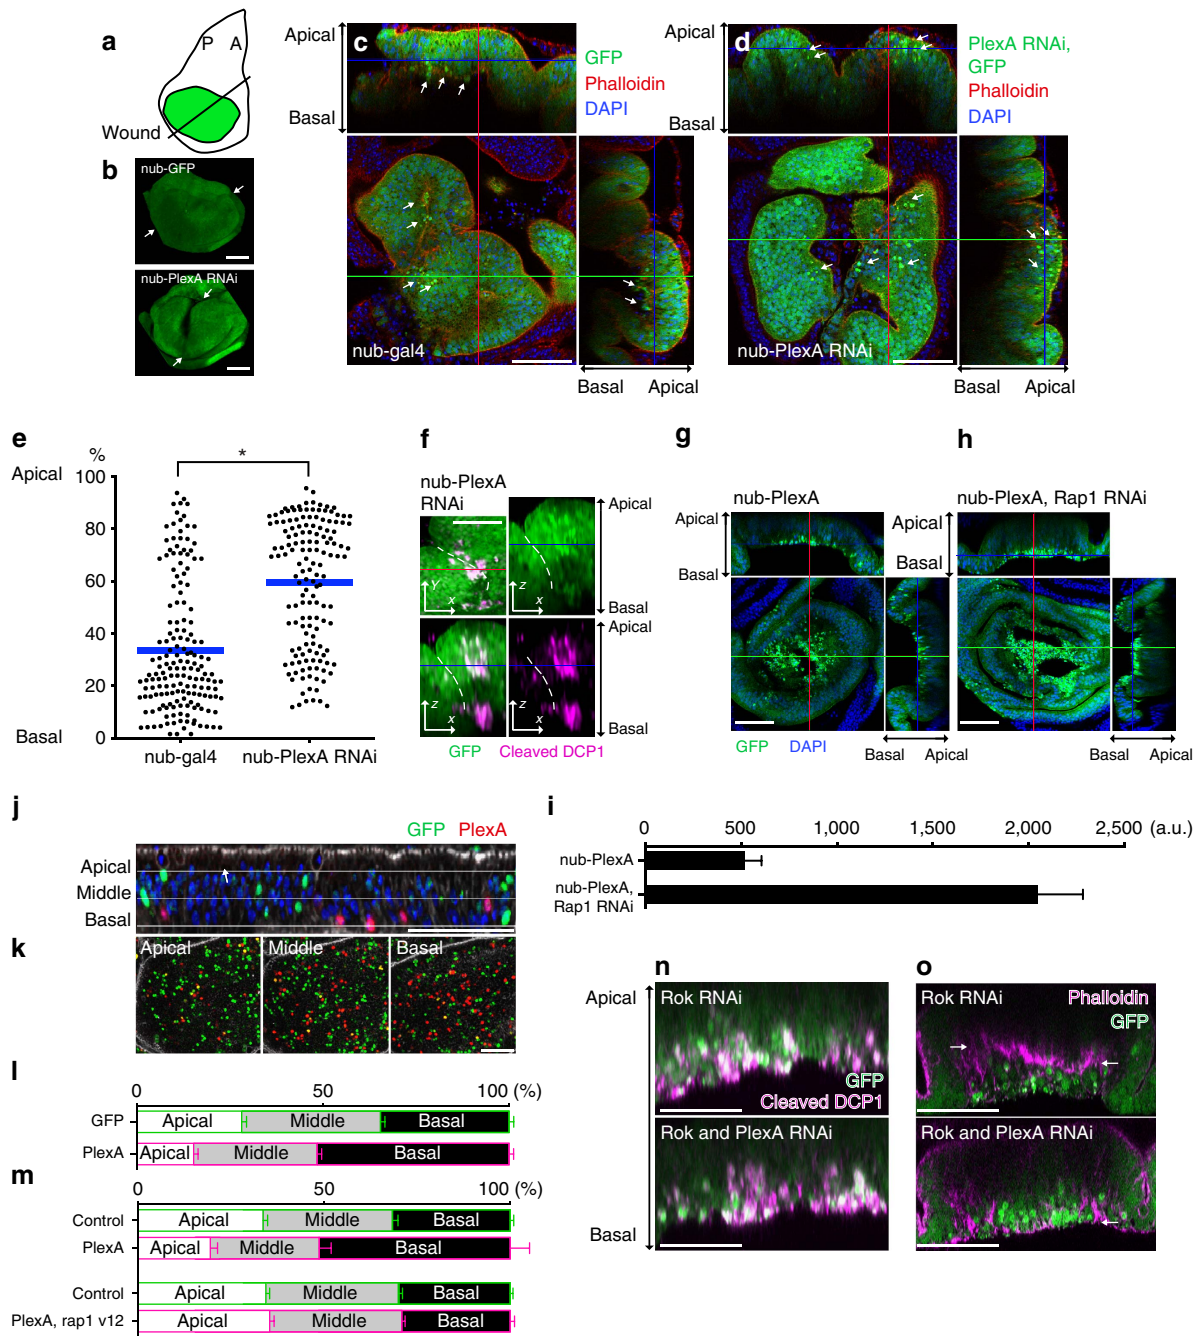 a
P A
Wound
b
nub-GFP
nub-PlexA RNAi
Apical
Basal
c
GFP
Phalloidin
DAPI
nub-gal4
Basal Apical
Apical
Basal
d
PlexA RNAi,
GFP
Phalloidin
DAPI
nub-PlexA RNAi
Basal Apical
e
Apical
%
100
80
60
40
20
Basal
0
*
nub-gal4
nub-PlexA RNAi
f
nub-PlexA
RNAi
Apical
Basal
Apical
Basal
Y
x
z
x
z
x
z
x
GFP
Cleaved DCP1
g
nub-PlexA
Apical
Basal
GFP DAPI
Basal Apical
h
nub-PlexA, Rap1 RNAi
Apical
Basal
Basal Apical
j
GFP PlexA
Apical
Middle
Basal
k
Apical
Middle
Basal
i
0 500 1,000 1,500 2,000 2,500 (a.u.)
nub-PlexA
nub-PlexA,
Rap1 RNAi
l
0 50 100 (%)
GFP Apical Middle Basal
PlexA Apical Middle Basal
m
0 50 100 (%)
Control Apical Middle Basal
PlexA Apical Middle Basal
Control Apical Middle Basal
PlexA, rap1 v12 Apical Middle Basal
n
Apical
Basal
Rok RNAi
GFP
Cleaved DCP1
Rok and PlexA RNAi
o
Rok RNAi
Phalloidin
GFP
Rok and PlexA RNAi